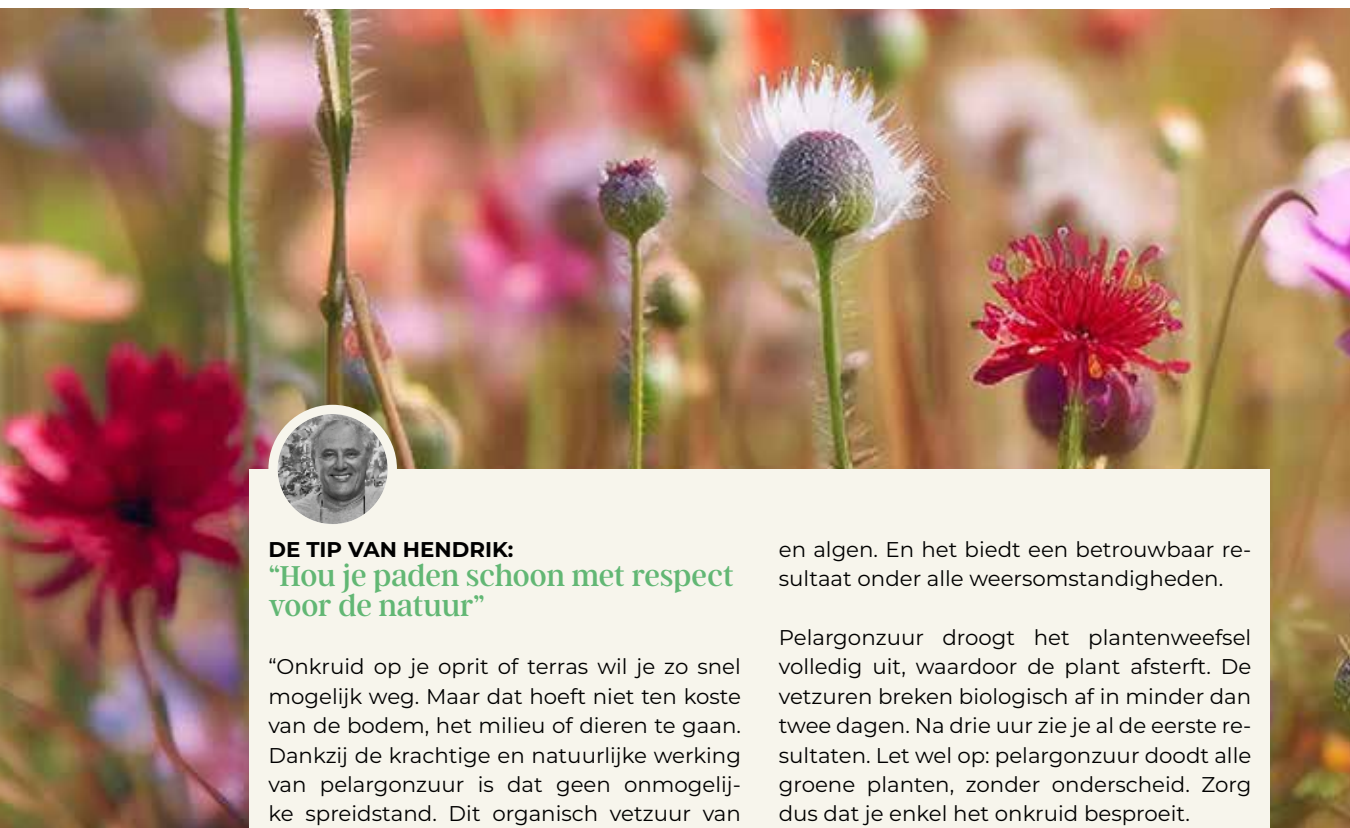 DE TIP VAN HENDRIK:
“Hou je paden schoon met respect
voor de natuur”
“Onkruid op je oprit of terras wil je zo snel
mogelijk weg. Maar dat hoeft niet ten koste
van de bodem, het milieu of dieren te gaan.
Dankzij de krachtige en natuurlijke werking
van pelargonzuur is dat geen onmogelij-
ke spreidstand. Dit organisch vetzuur van
en algen. En het biedt een betrouwbaar re-
sultaat onder alle weersomstandigheden.
Pelargonzuur droogt het plantenweefsel
volledig uit, waardoor de plant afsterft. De
vetzuren breken biologisch af in minder dan
twee dagen. Na drie uur zie je al de eerste re-
sultaten. Let wel op: pelargonzuur doodt alle
groene planten, zonder onderscheid. Zorg
dus dat je enkel het onkruid besproeit.